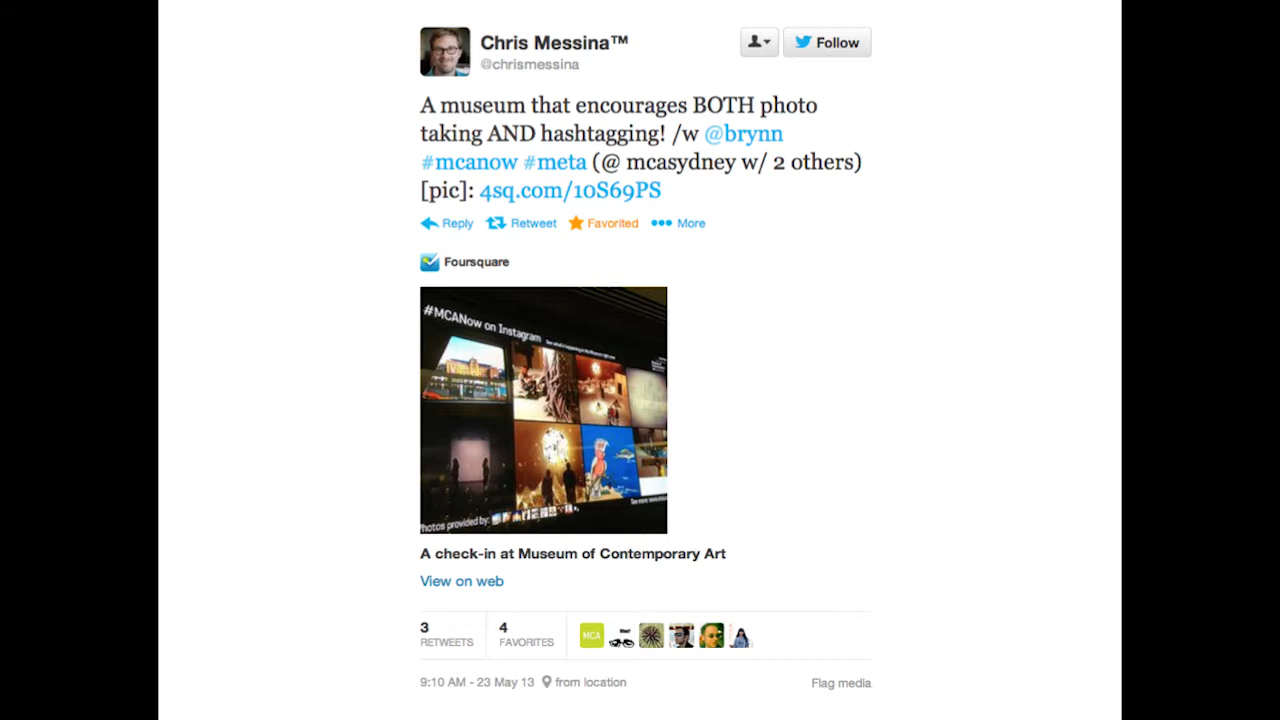 Chris Messina™
@chrismessina
Follow
A museum that encourages BOTH photo
taking AND hashtagging! /w @brynn
#mcanow #meta (@ mcasydney w/ 2 others)
[pic]: 4sq.com/10S69PS
Reply Retweet Favorited More
Foursquare
#MCANow on Instagram
Photos provided by:
A check-in at Museum of Contemporary Art
View on web
3 RETWEETS
4 FAVORITES
MCA
9:10 AM - 23 May 13 from location
Flag media